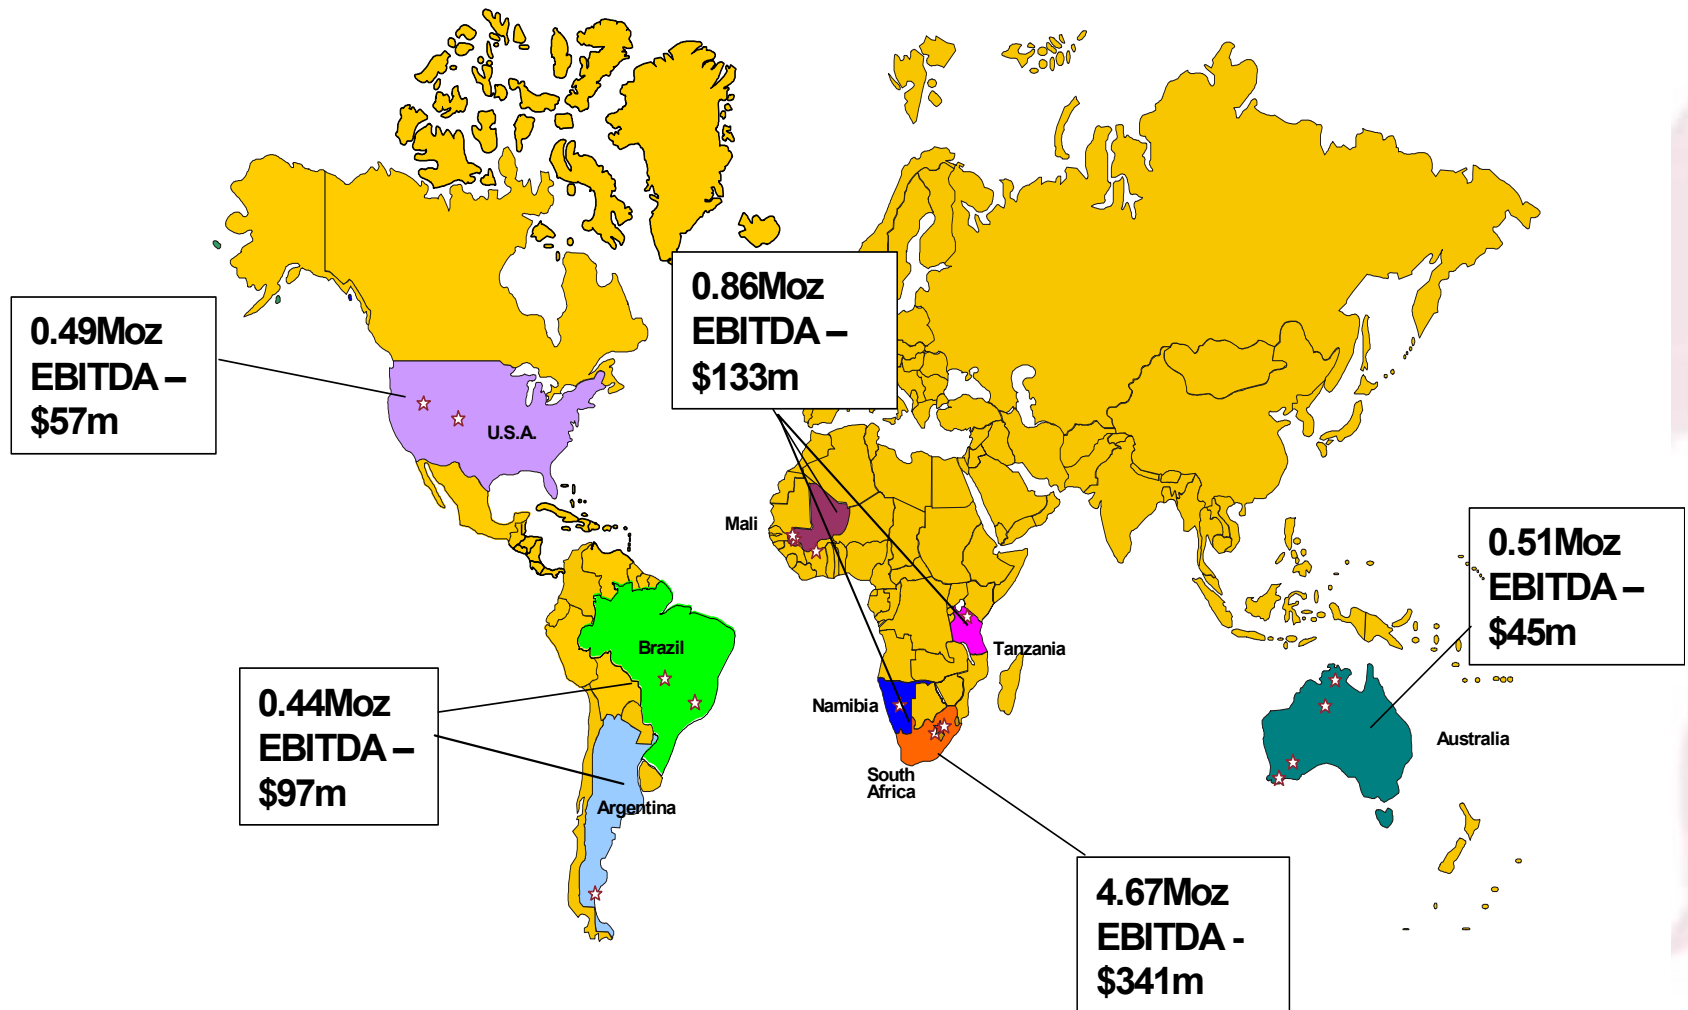 0.86Moz
EBITDA –
$133m
0.49Moz
EBITDA –
$57m
U.S.A.
Mali
0.51Moz
EBITDA –
$45m
Brazil
Tanzania
0.44Moz
EBITDA –
$97m
Namibia
Australia
South
Africa
Argentina
4.67Moz
EBITDA -
$341m